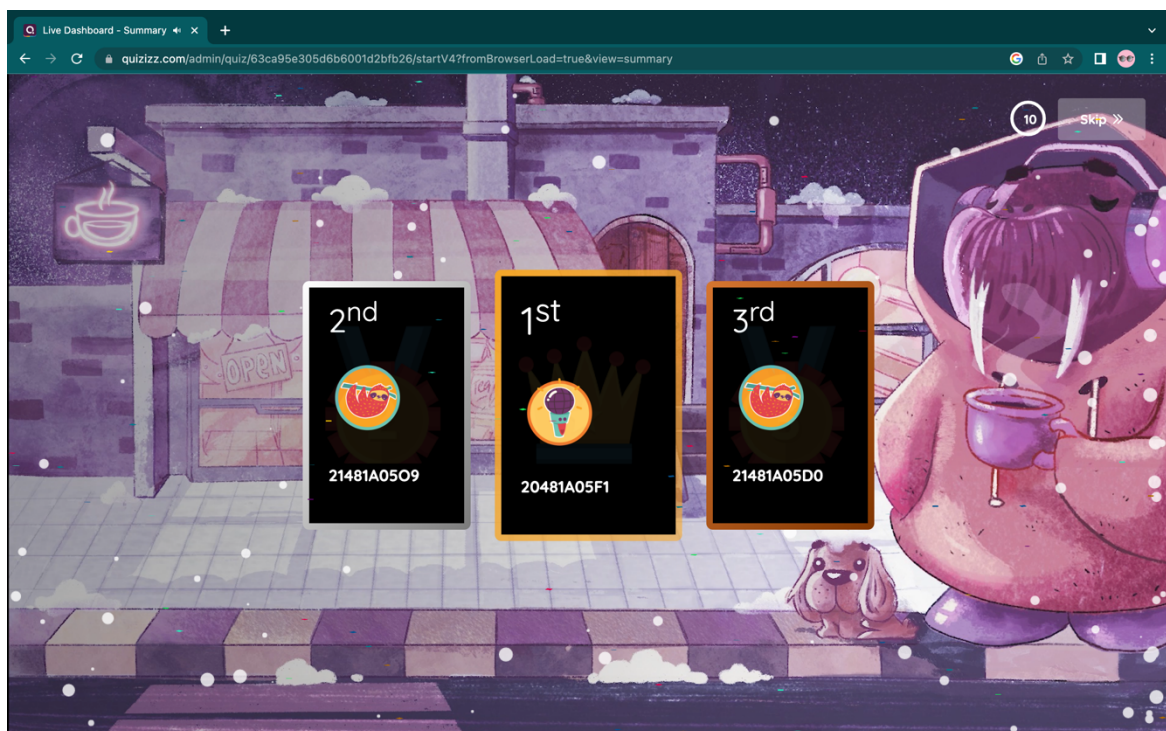 Live Dashboard - Summary
quizizz.com/admin/quiz/63ca95e305d6b6001d2bfb26/startV4?fromBrowserLoad=true&view=summary
10
Skip
OPEN
2nd
21481A05O9
1st
20481A05F1
3rd
21481A05D0